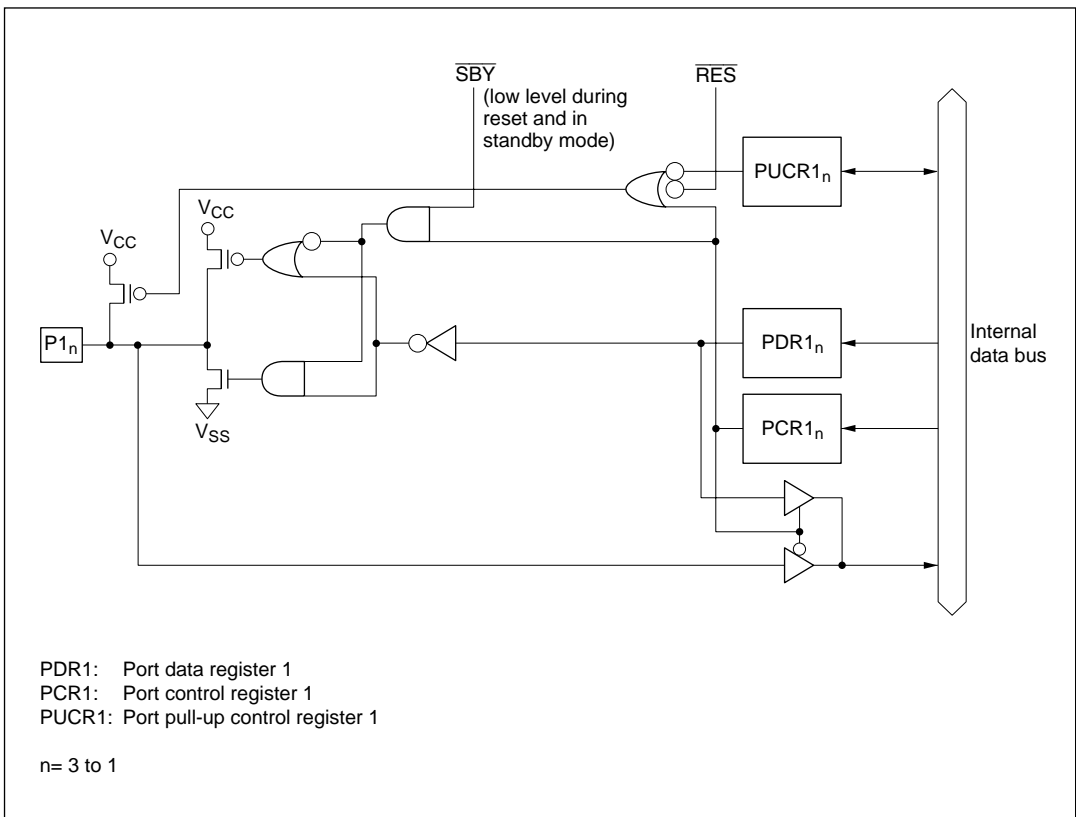 SBY
(low level during
reset and in
standby mode)
RES
PUCR1n
VCC
VCC
P1n
PDR1n
Internal
data bus
PCR1n
VSS
PDR1: Port data register 1
PCR1: Port control register 1
PUCR1: Port pull-up control register 1
n= 3 to 1